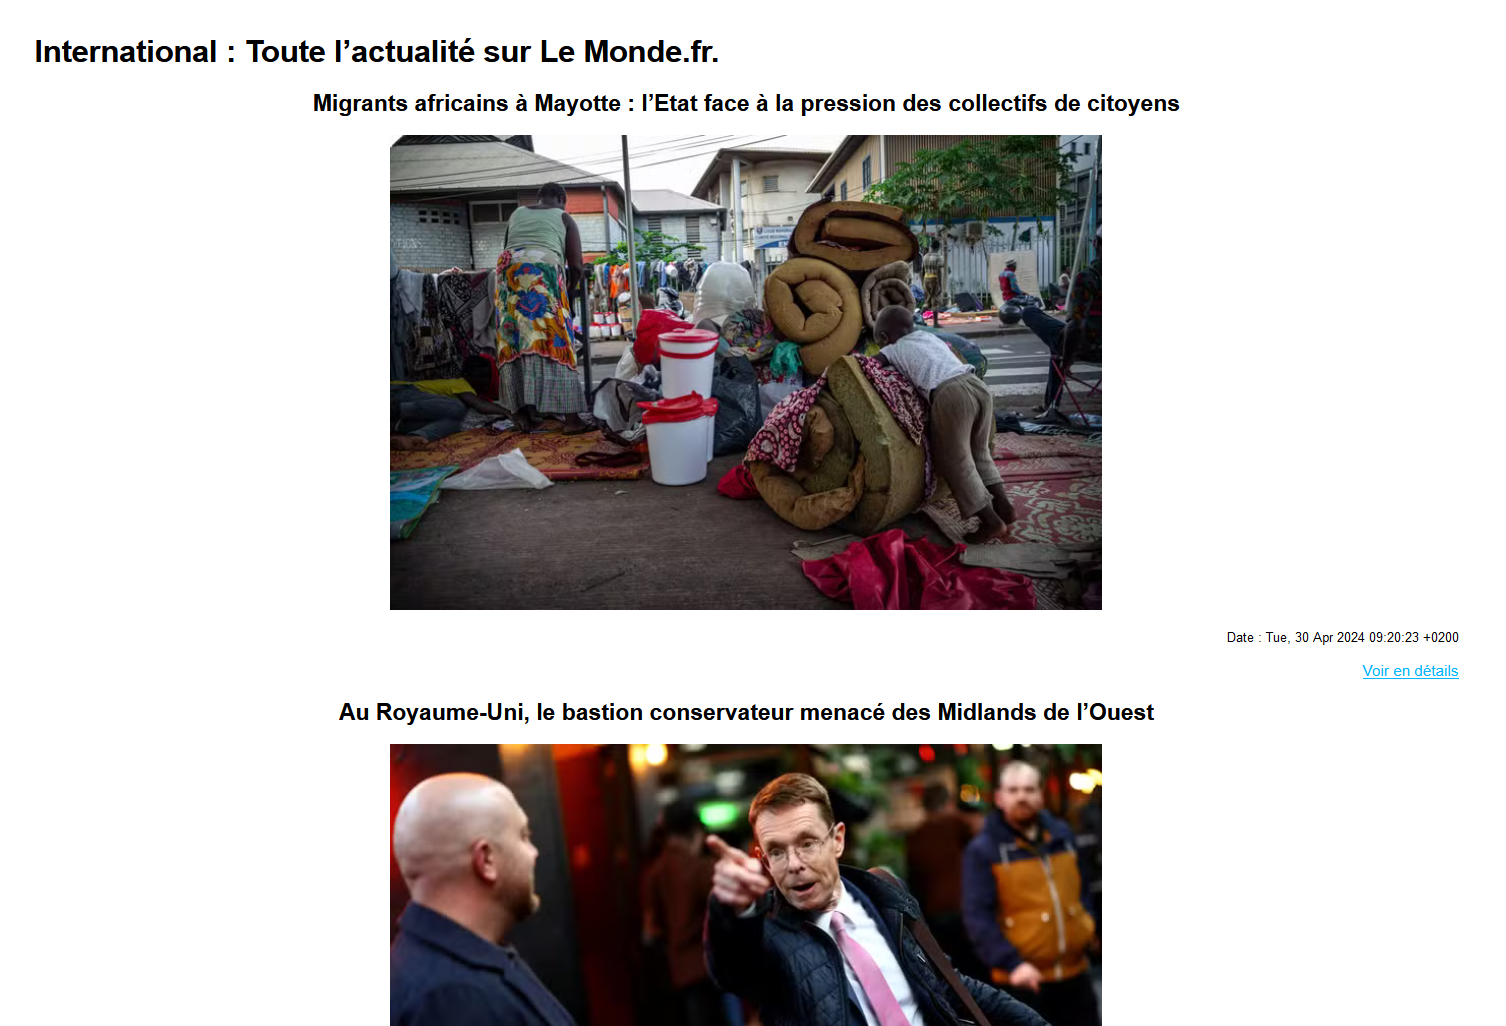 International : Toute l’actualité sur Le Monde.fr.
Migrants africains à Mayotte : l’Etat face à la pression des collectifs de citoyens
Date : Tue, 30 Apr 2024 09:20:23 +0200
Voir en détails
Au Royaume-Uni, le bastion conservateur menacé des Midlands de l’Ouest